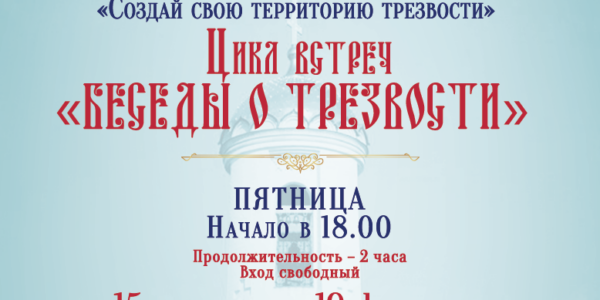 «Создай свою территорию трезвости»
Цикл встреч
«БЕСЕДЫ О ТРЕЗВОСТИ»
ПЯТНИЦА
Начало в 18.00
Продолжительность – 2 часа
Вход свободный